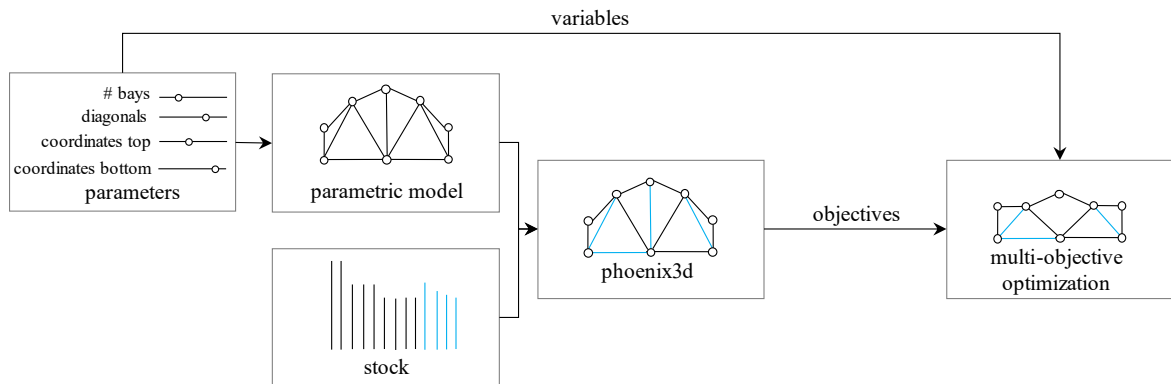 variables
# bays
diagonals
coordinates top
coordinates bottom
parameters
parametric model
stock
phoenix3d
objectives
multi-objective
optimization